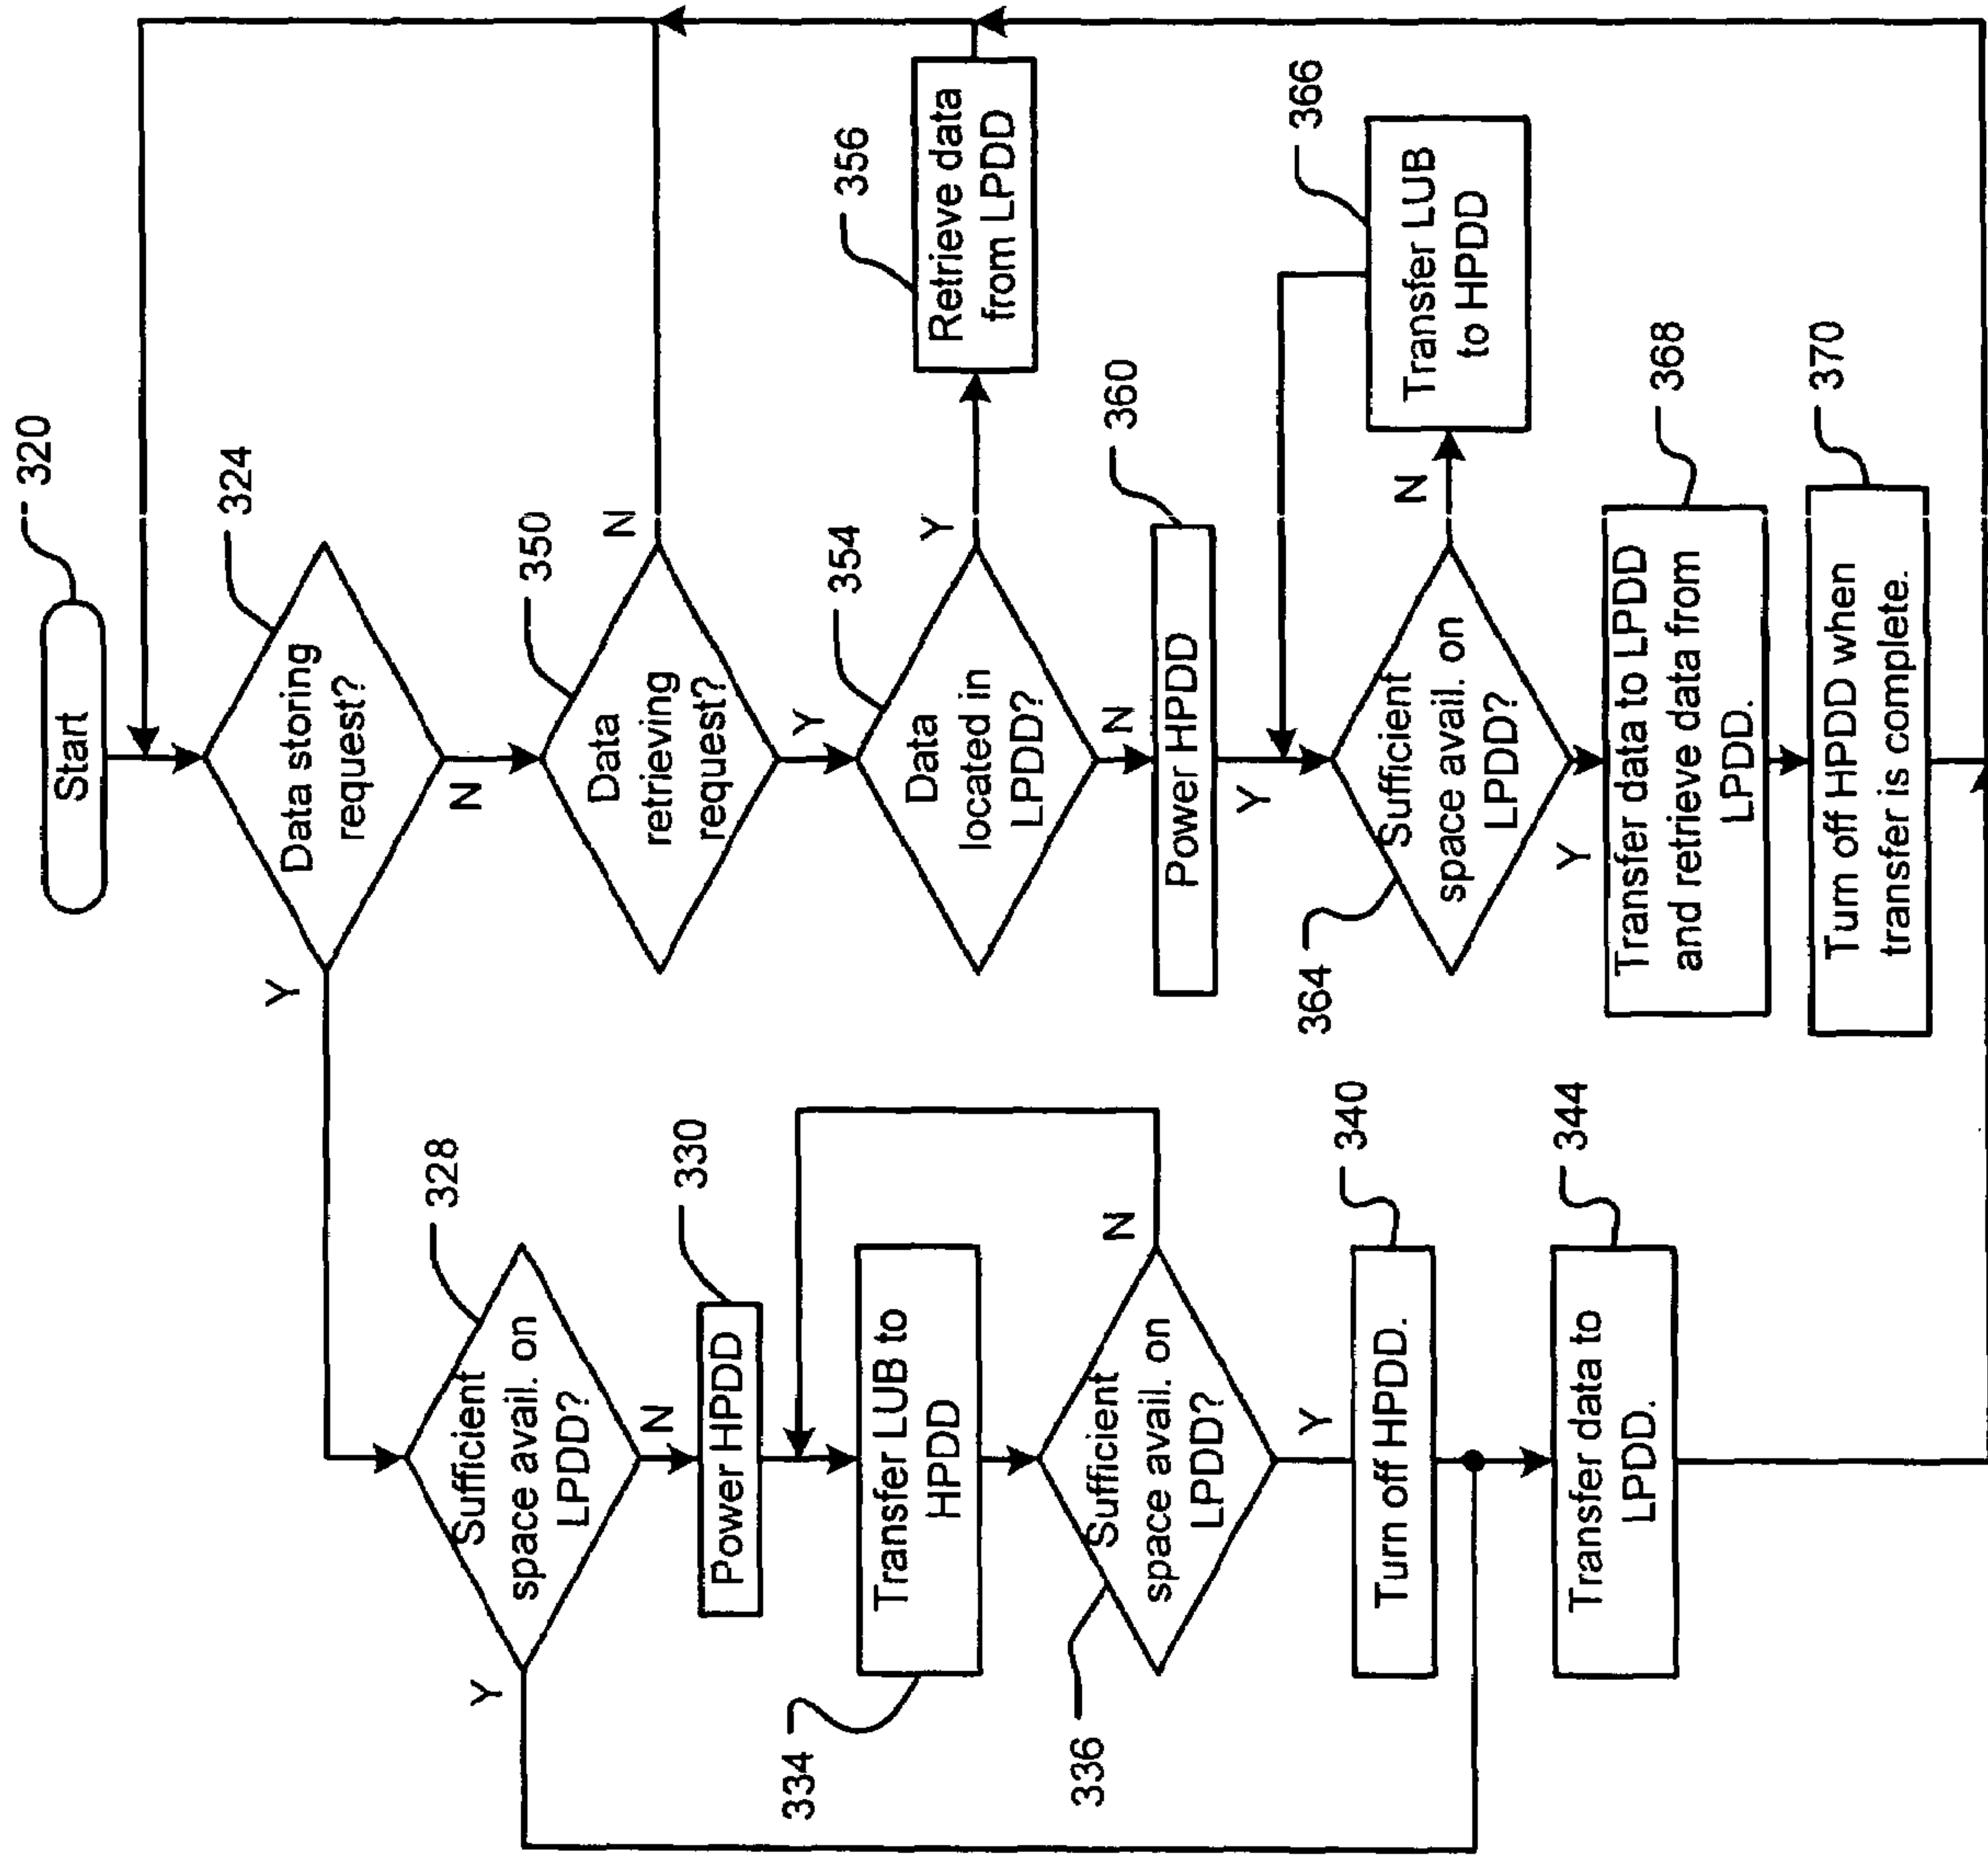 Start
320
Data storing
request?
324
Y
N
Sufficient
space avail. on
LPDD?
328
Y
N
Power HPDD
330
Transfer LUB to
HPDD
334
Sufficient
space avail. on
LPDD?
336
N
Y
Turn off HPDD.
340
Transfer data to
LPDD.
344
Data
retrieving
request?
350
N
Y
Data
located in
LPDD?
354
Y
N
Retrieve data
from LPDD
356
Power HPDD
360
Y
Sufficient
space avail. on
LPDD?
364
N
Y
Transfer LUB
to HPDD
366
Transfer data to LPDD
and retrieve data from
LPDD.
368
Turn off HPDD when
transfer is complete.
370